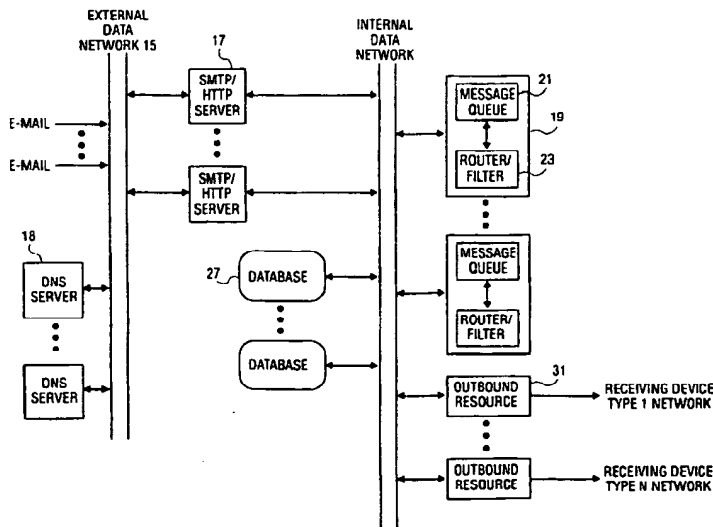 EXTERNAL
DATA
NETWORK 15
17
INTERNAL
DATA
NETWORK
SMTP/
HTTP
SERVER
E-MAIL
E-MAIL
SMTP/
HTTP
SERVER
18
DNS
SERVER
DNS
SERVER
27
DATABASE
DATABASE
21
MESSAGE
QUEUE
19
ROUTER/
FILTER
23
MESSAGE
QUEUE
ROUTER/
FILTER
31
OUTBOUND
RESOURCE
RECEIVING DEVICE
TYPE 1 NETWORK
OUTBOUND
RESOURCE
RECEIVING DEVICE
TYPE N NETWORK